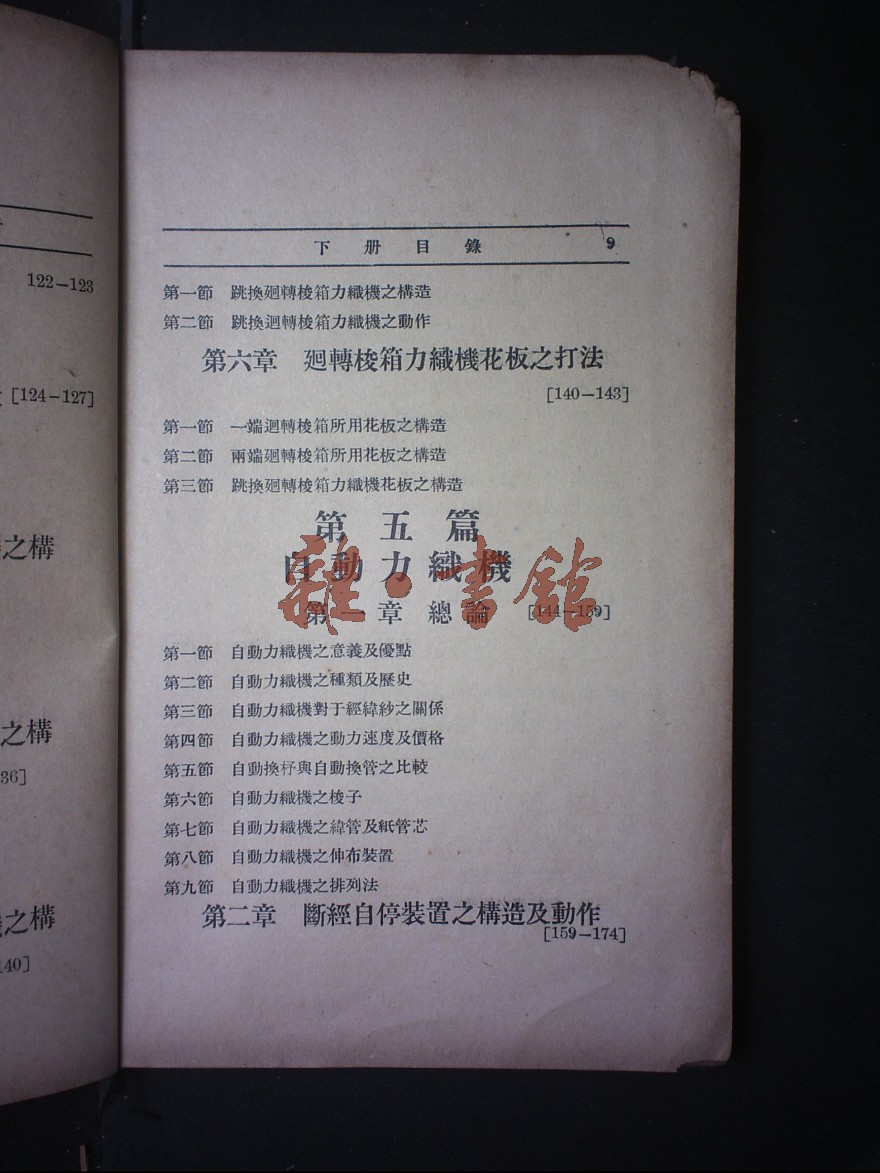 122—123
[124—127]
之構
之構
36]
之構
140]
下册目錄 9
第一節 跳換廻轉梭箱力織機之構造
第二節 跳換迴轉梭箱力織機之動作
第六章 廻轉梭箱力織機花板之打法
[140—143]
第一節 一端迴轉梭箱所用花板之構造
第二節 兩端廻轉梭箱所用花板之構造
第三節 跳換廻轉梭箱力織機花板之構造
第五篇
自動力織機
第一章 總論 [144—159]
雜·書館
第一節 自動力織機之意義及優點
第二節 自動力織機之種類及歷史
第三節 自動力織機對于經緯紗之關係
第四節 自動力織機之動力速度及價格
第五節 自動換杼與自動換管之比較
第六節 自動力織機之梭子
第七節 自動力織機之緯管及紙管芯
第八節 自動力織機之伸布裝置
第九節 自動力織機之排列法
第二章 斷經自停裝置之構造及動作
[159—174]